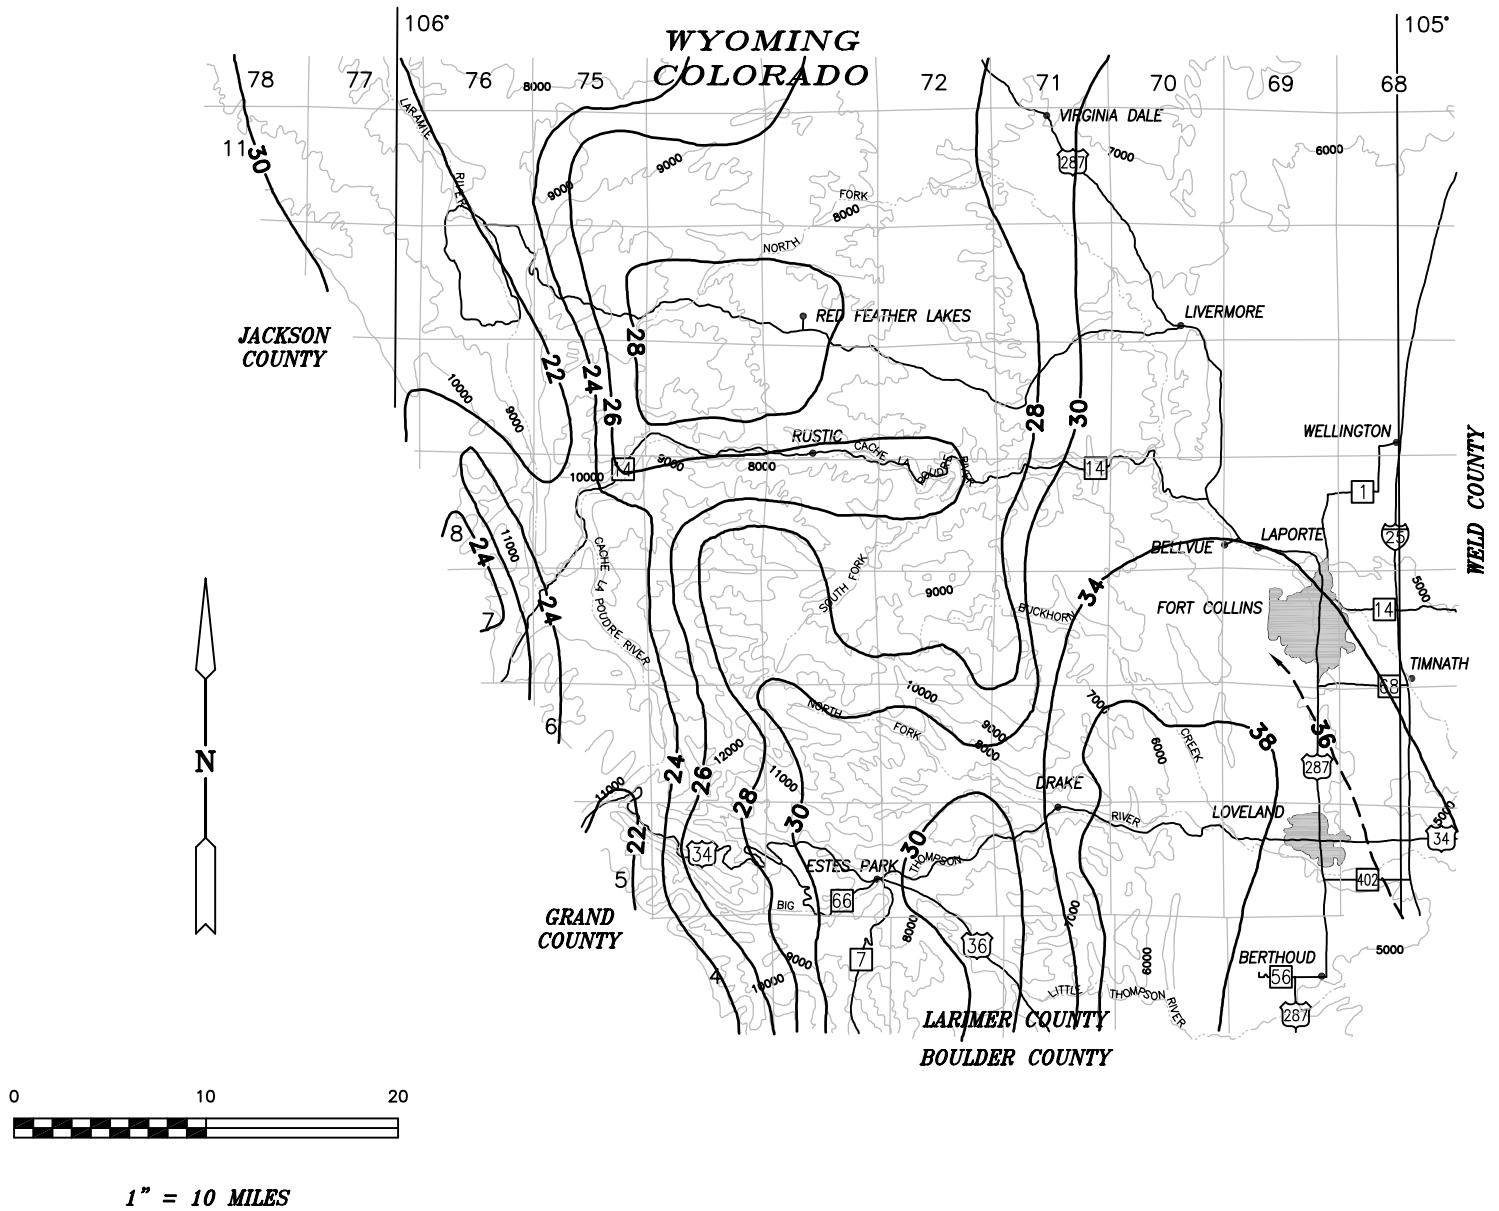 106°
105°
WYOMING
COLORADO
78
77
76
75
72
71
70
69
68
8000
LARAMIE
RIVER
VIRGINIA DALE
11
30
287
7000
6000
9000
9000
FORK
8000
NORTH
RED FEATHER LAKES
LIVERMORE
JACKSON
COUNTY
28
22
24
26
28
30
10000
9000
RUSTIC
WELLINGTON
WELD COUNTY
CACHE LA
POUDRE
RIVER
14
9000
8000
10000
14
1
8
24
11000
25
BELLVUE
LAPORTE
CACHE LA POUDRE RIVER
SOUTH FORK
9000
34
5000
BUCKHORN
FORT COLLINS
14
7
24
TIMNATH
68
6
10000
7000
NORTH
FORK
9000
8000
6000
CREEK
38
36
N
12000
24
26
11000
28
30
287
DRAKE
11000
22
30
RIVER
LOVELAND
5000
34
34
THOMPSON
ESTES PARK
5
66
BIG
402
GRAND
COUNTY
7000
8000
36
7
9000
6000
5000
BERTHOUD
56
4
10000
LITTLE
THOMPSON
RIVER
287
LARIMER COUNTY
BOULDER COUNTY
0
10
20
1" = 10 MILES